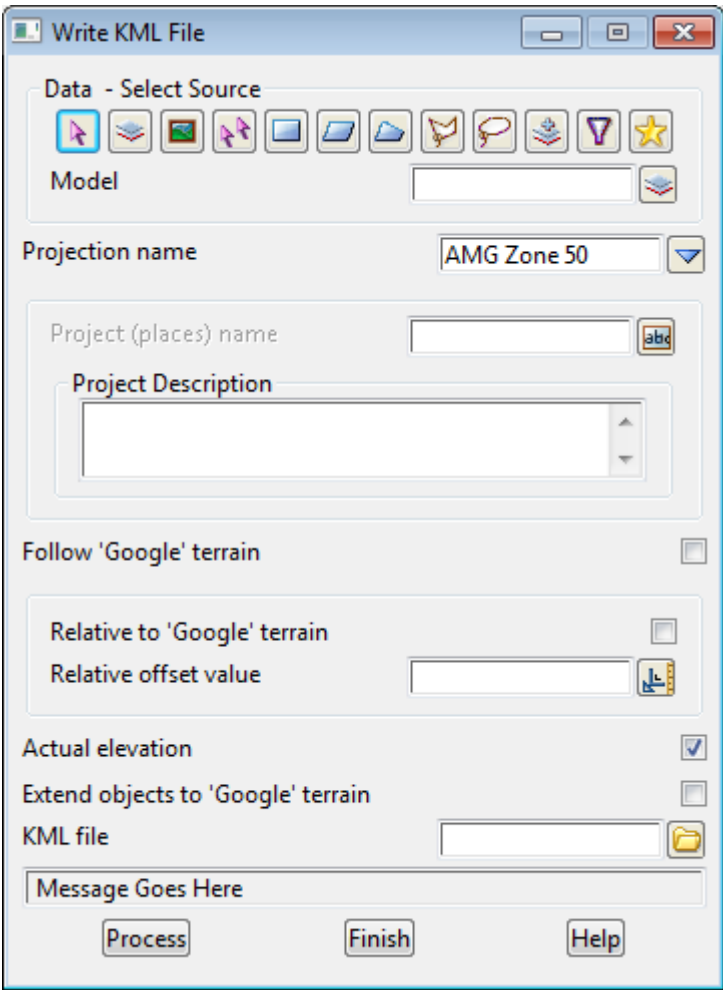 Write KML File
Data - Select Source
Model
Projection name AMG Zone 50
Project (places) name abc
Project Description
Follow 'Google' terrain
Relative to 'Google' terrain
Relative offset value
Actual elevation
Extend objects to 'Google' terrain
KML file
Message Goes Here
Process Finish Help